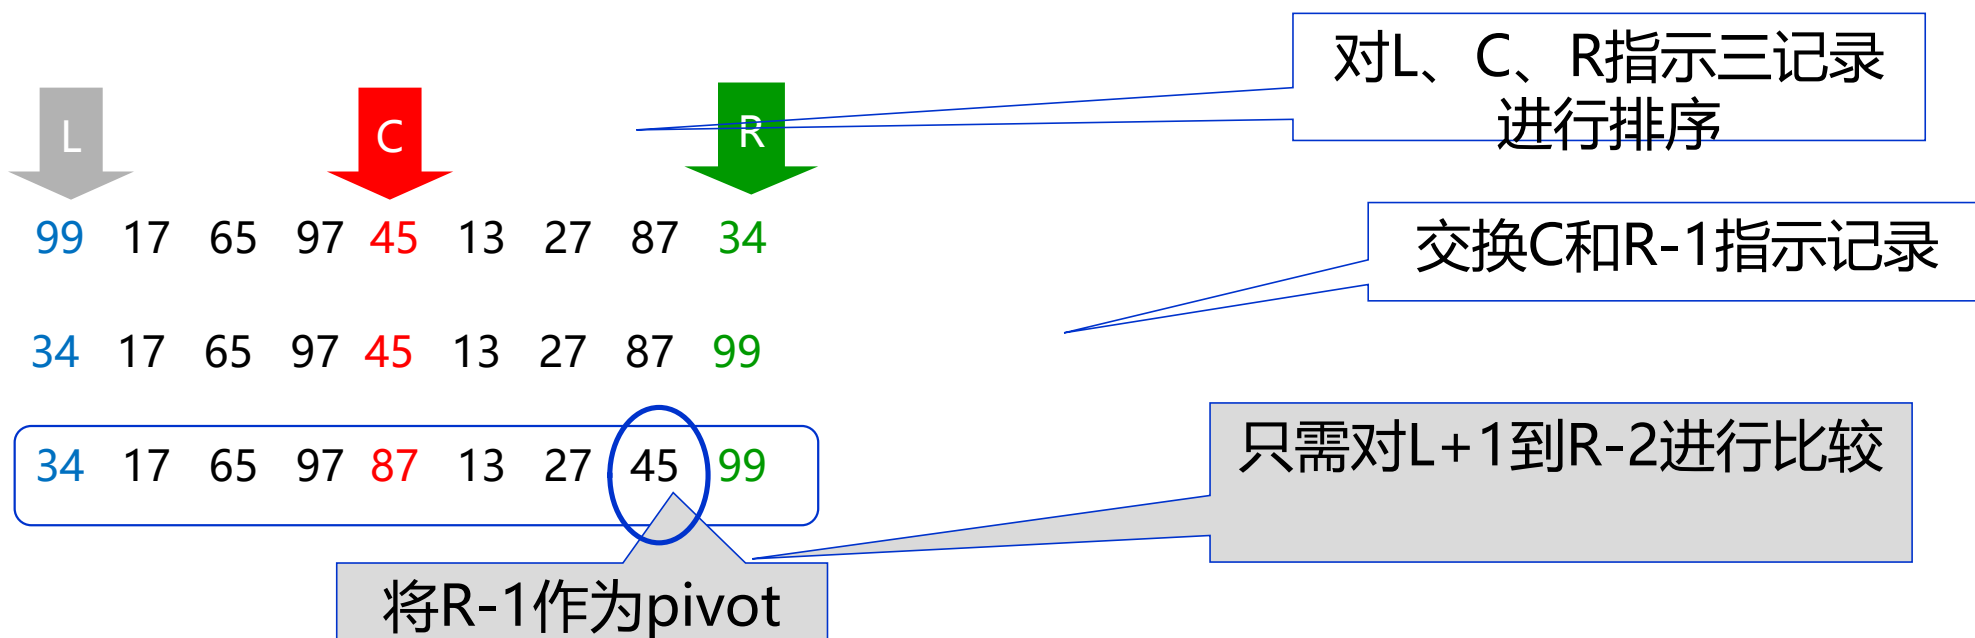 对L、C、R指示三记录
进行排序
L C R
99 17 65 97 45 13 27 87 34
交换C和R-1指示记录
34 17 65 97 45 13 27 87 99
只需对L+1到R-2进行比较
34 17 65 97 87 13 27 45 99
将R-1作为pivot